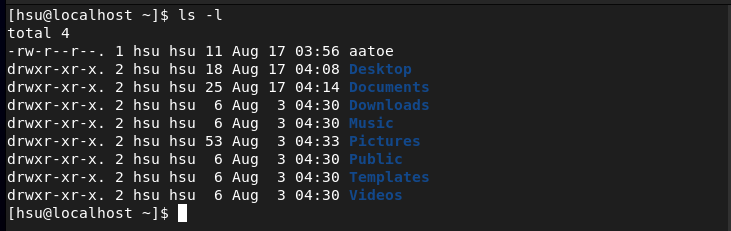 [hsu@localhost ~]$ ls -l
total 4
-rw-r--r--. 1 hsu hsu 11 Aug 17 03:56 aatoe
drwxr-xr-x. 2 hsu hsu 18 Aug 17 04:08 Desktop
drwxr-xr-x. 2 hsu hsu 25 Aug 17 04:14 Documents
drwxr-xr-x. 2 hsu hsu  6 Aug  3 04:30 Downloads
drwxr-xr-x. 2 hsu hsu  6 Aug  3 04:30 Music
drwxr-xr-x. 2 hsu hsu 53 Aug  3 04:33 Pictures
drwxr-xr-x. 2 hsu hsu  6 Aug  3 04:30 Public
drwxr-xr-x. 2 hsu hsu  6 Aug  3 04:30 Templates
drwxr-xr-x. 2 hsu hsu  6 Aug  3 04:30 Videos
[hsu@localhost ~]$